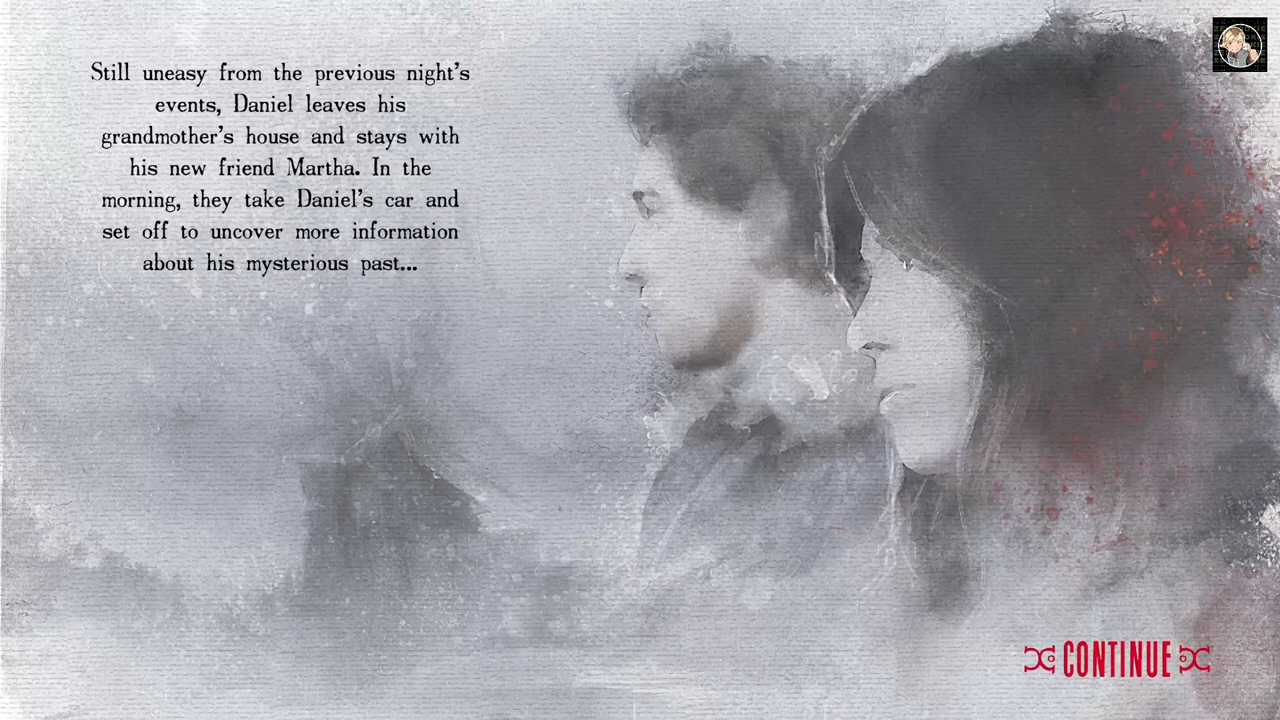 Still uneasy from the previous night's
events, Daniel leaves his
grandmother's house and stays with
his new friend Martha. In the
morning, they take Daniel's car and
set off to uncover more information
about his mysterious past...
CONTINUE